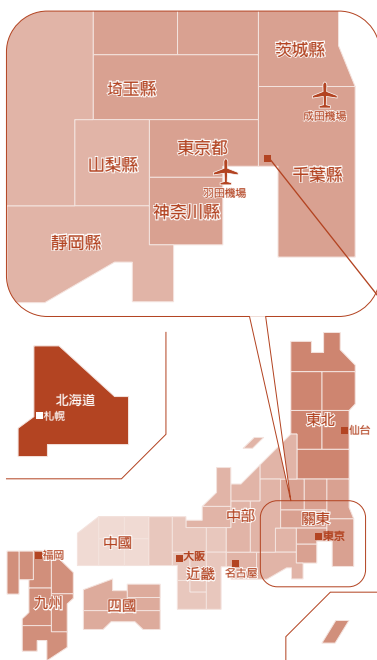 茨城縣
埼玉縣
成田機場
東京都
山梨縣
千葉縣
羽田機場
神奈川縣
靜岡縣
北海道
札幌
東北
仙台
中部
關東
東京
中國
大阪
福岡
近畿
名古屋
九州
四國